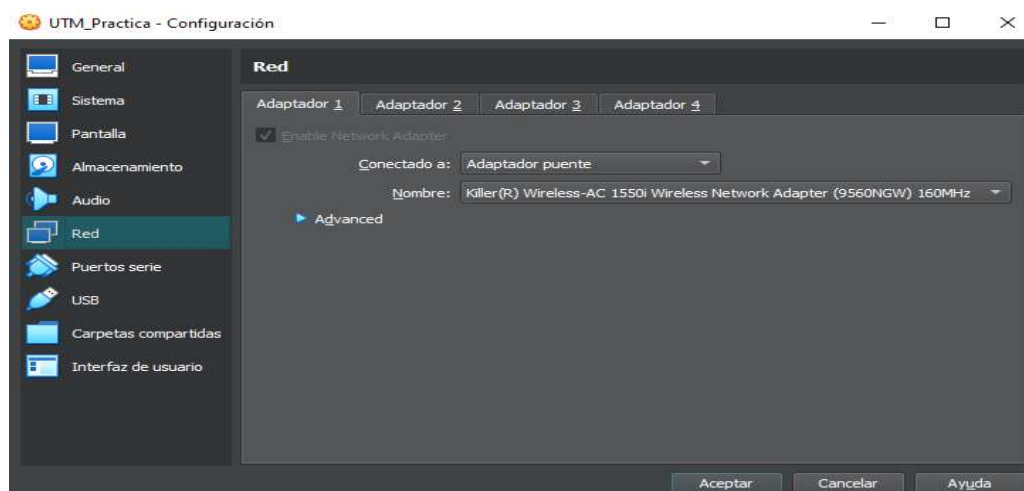 UTM_Practica - Configuración
General
Sistema
Pantalla
Almacenamiento
Audio
Red
Puertos serie
USB
Carpetas compartidas
Interfaz de usuario
Red
Adaptador 1 Adaptador 2 Adaptador 3 Adaptador 4
Enable Network Adapter
Conectado a: Adaptador puente
Nombre: Killer(R) Wireless-AC 1550i Wireless Network Adapter (9560NGW) 160MHz
Advanced
Aceptar Cancelar Ayuda